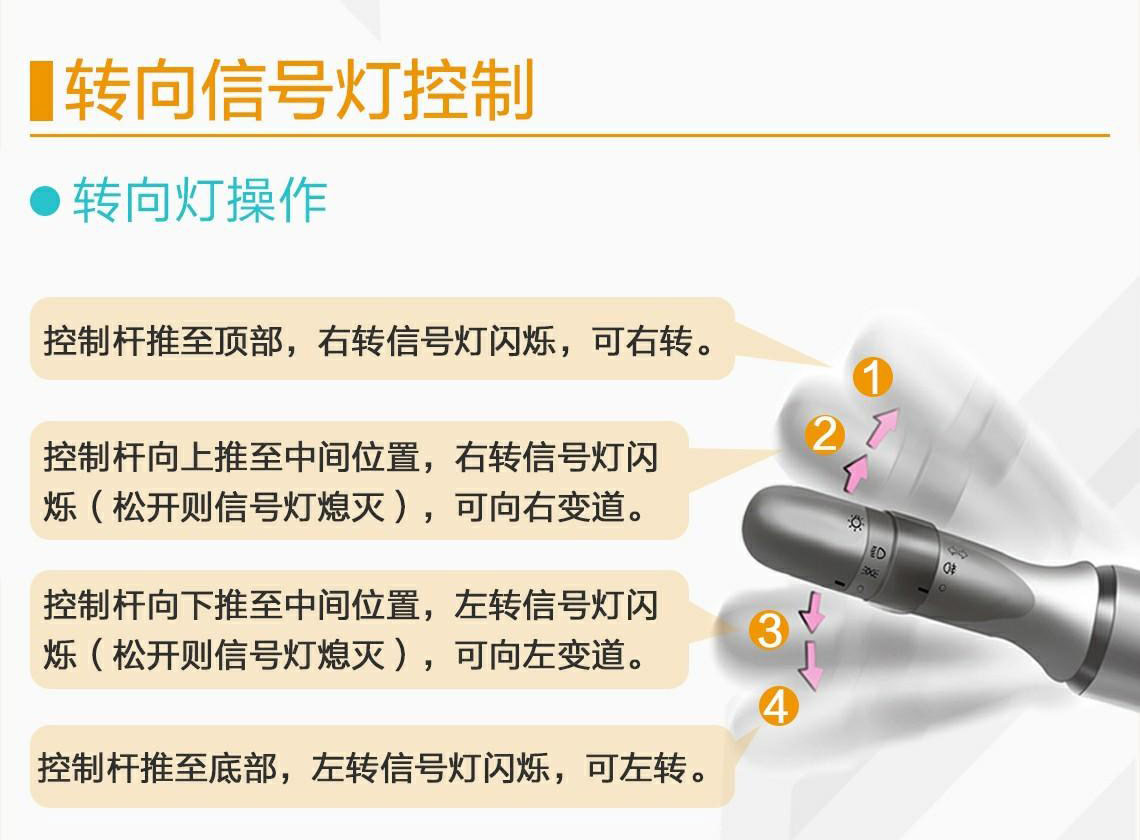 转向信号灯控制
转向灯操作
控制杆推至顶部，右转信号灯闪烁，可右转。
1
控制杆向上推至中间位置，右转信号灯闪
烁（松开则信号灯熄灭），可向右变道。
2
控制杆向下推至中间位置，左转信号灯闪
烁（松开则信号灯熄灭），可向左变道。
3
4
控制杆推至底部，左转信号灯闪烁，可左转。